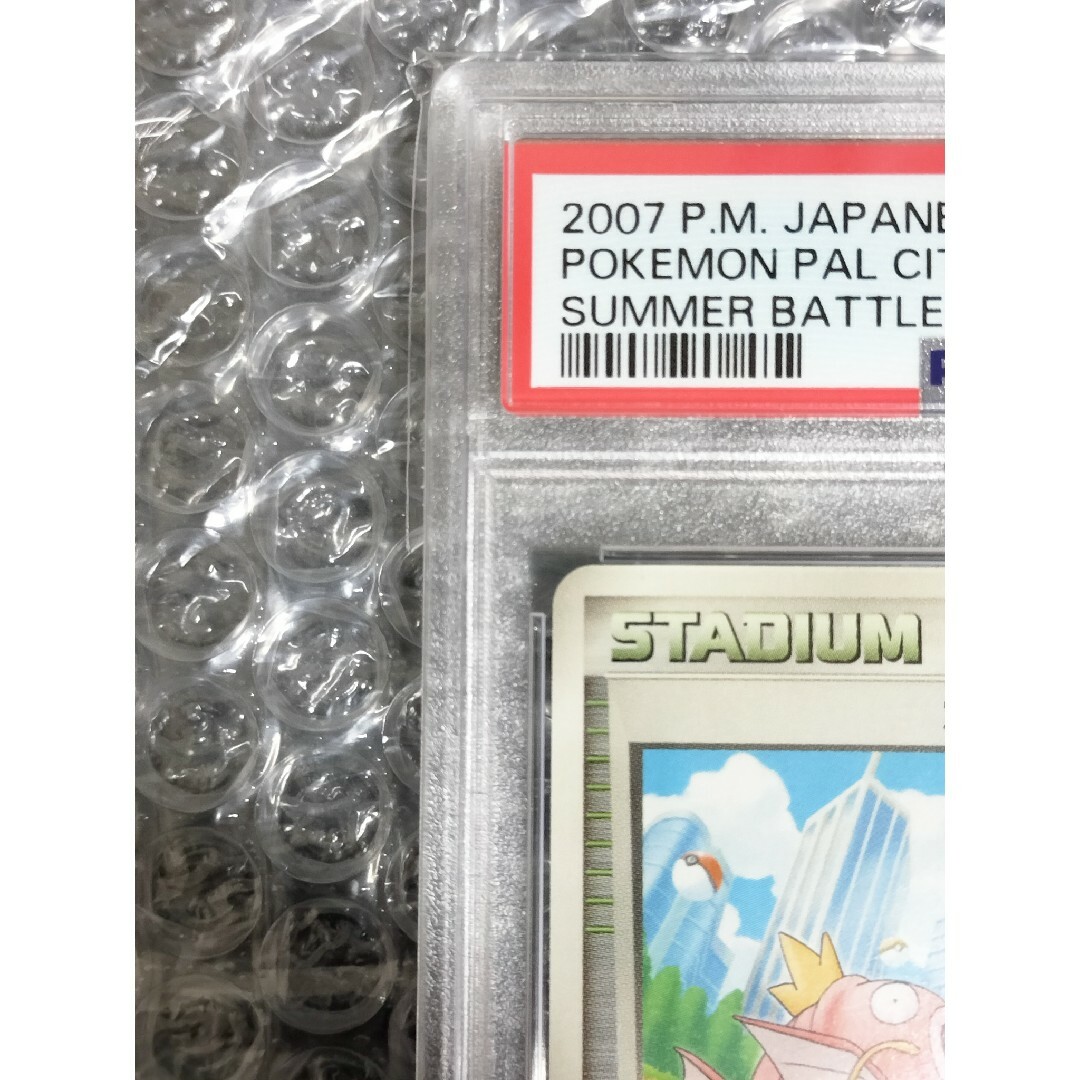 2007 P.M. JAPANE
POKEMON PAL CIT
SUMMER BATTLE
STADIUM